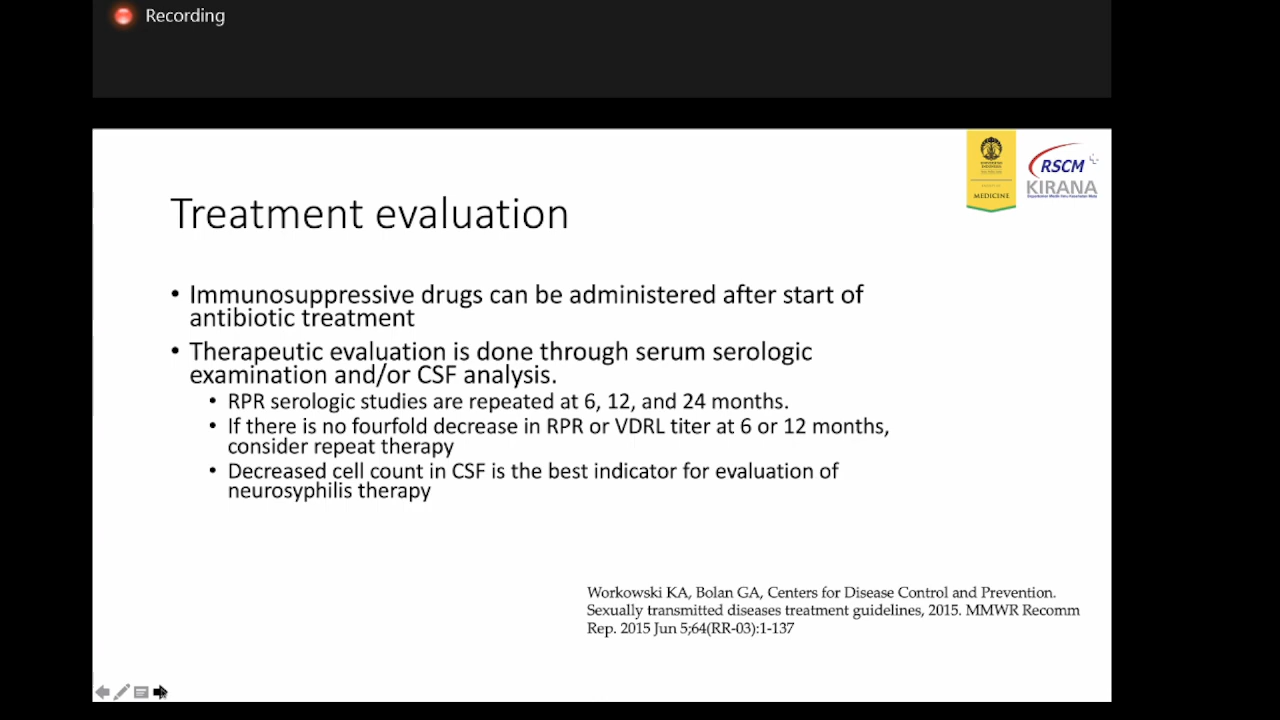 Recording
Treatment evaluation
MEDICINE
RSCM
KIRANA
• Immunosuppressive drugs can be administered after start of
antibiotic treatment
• Therapeutic evaluation is done through serum serologic
examination and/or CSF analysis.
• RPR serologic studies are repeated at 6, 12, and 24 months.
• If there is no fourfold decrease in RPR or VDRL titer at 6 or 12 months,
consider repeat therapy
• Decreased cell count in CSF is the best indicator for evaluation of
neurosyphilis therapy
Workowski KA, Bolan GA, Centers for Disease Control and Prevention.
Sexually transmitted diseases treatment guidelines, 2015. MMWR Recomm
Rep. 2015 Jun 5;64(RR-03):1-137